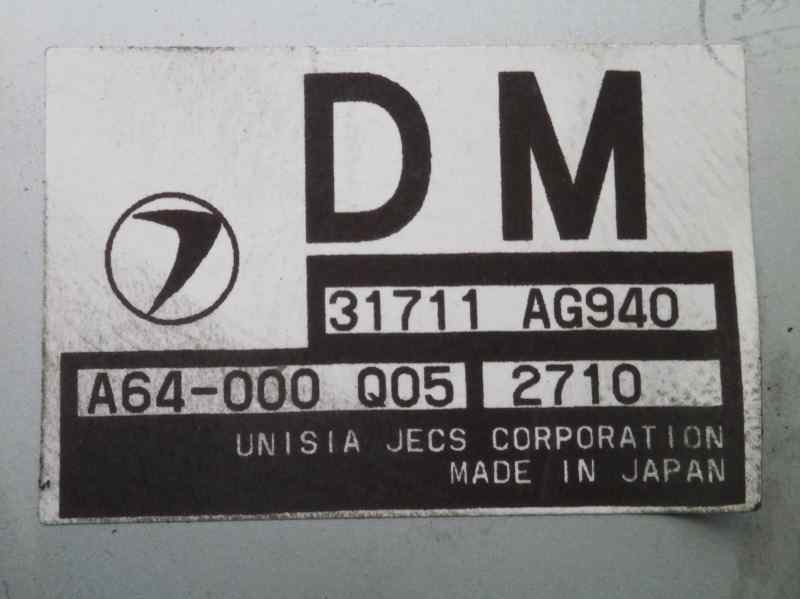 DM
31711 AG940
A64-000 Q05 2710
UNISIA JECS CORPORATION
MADE IN JAPAN